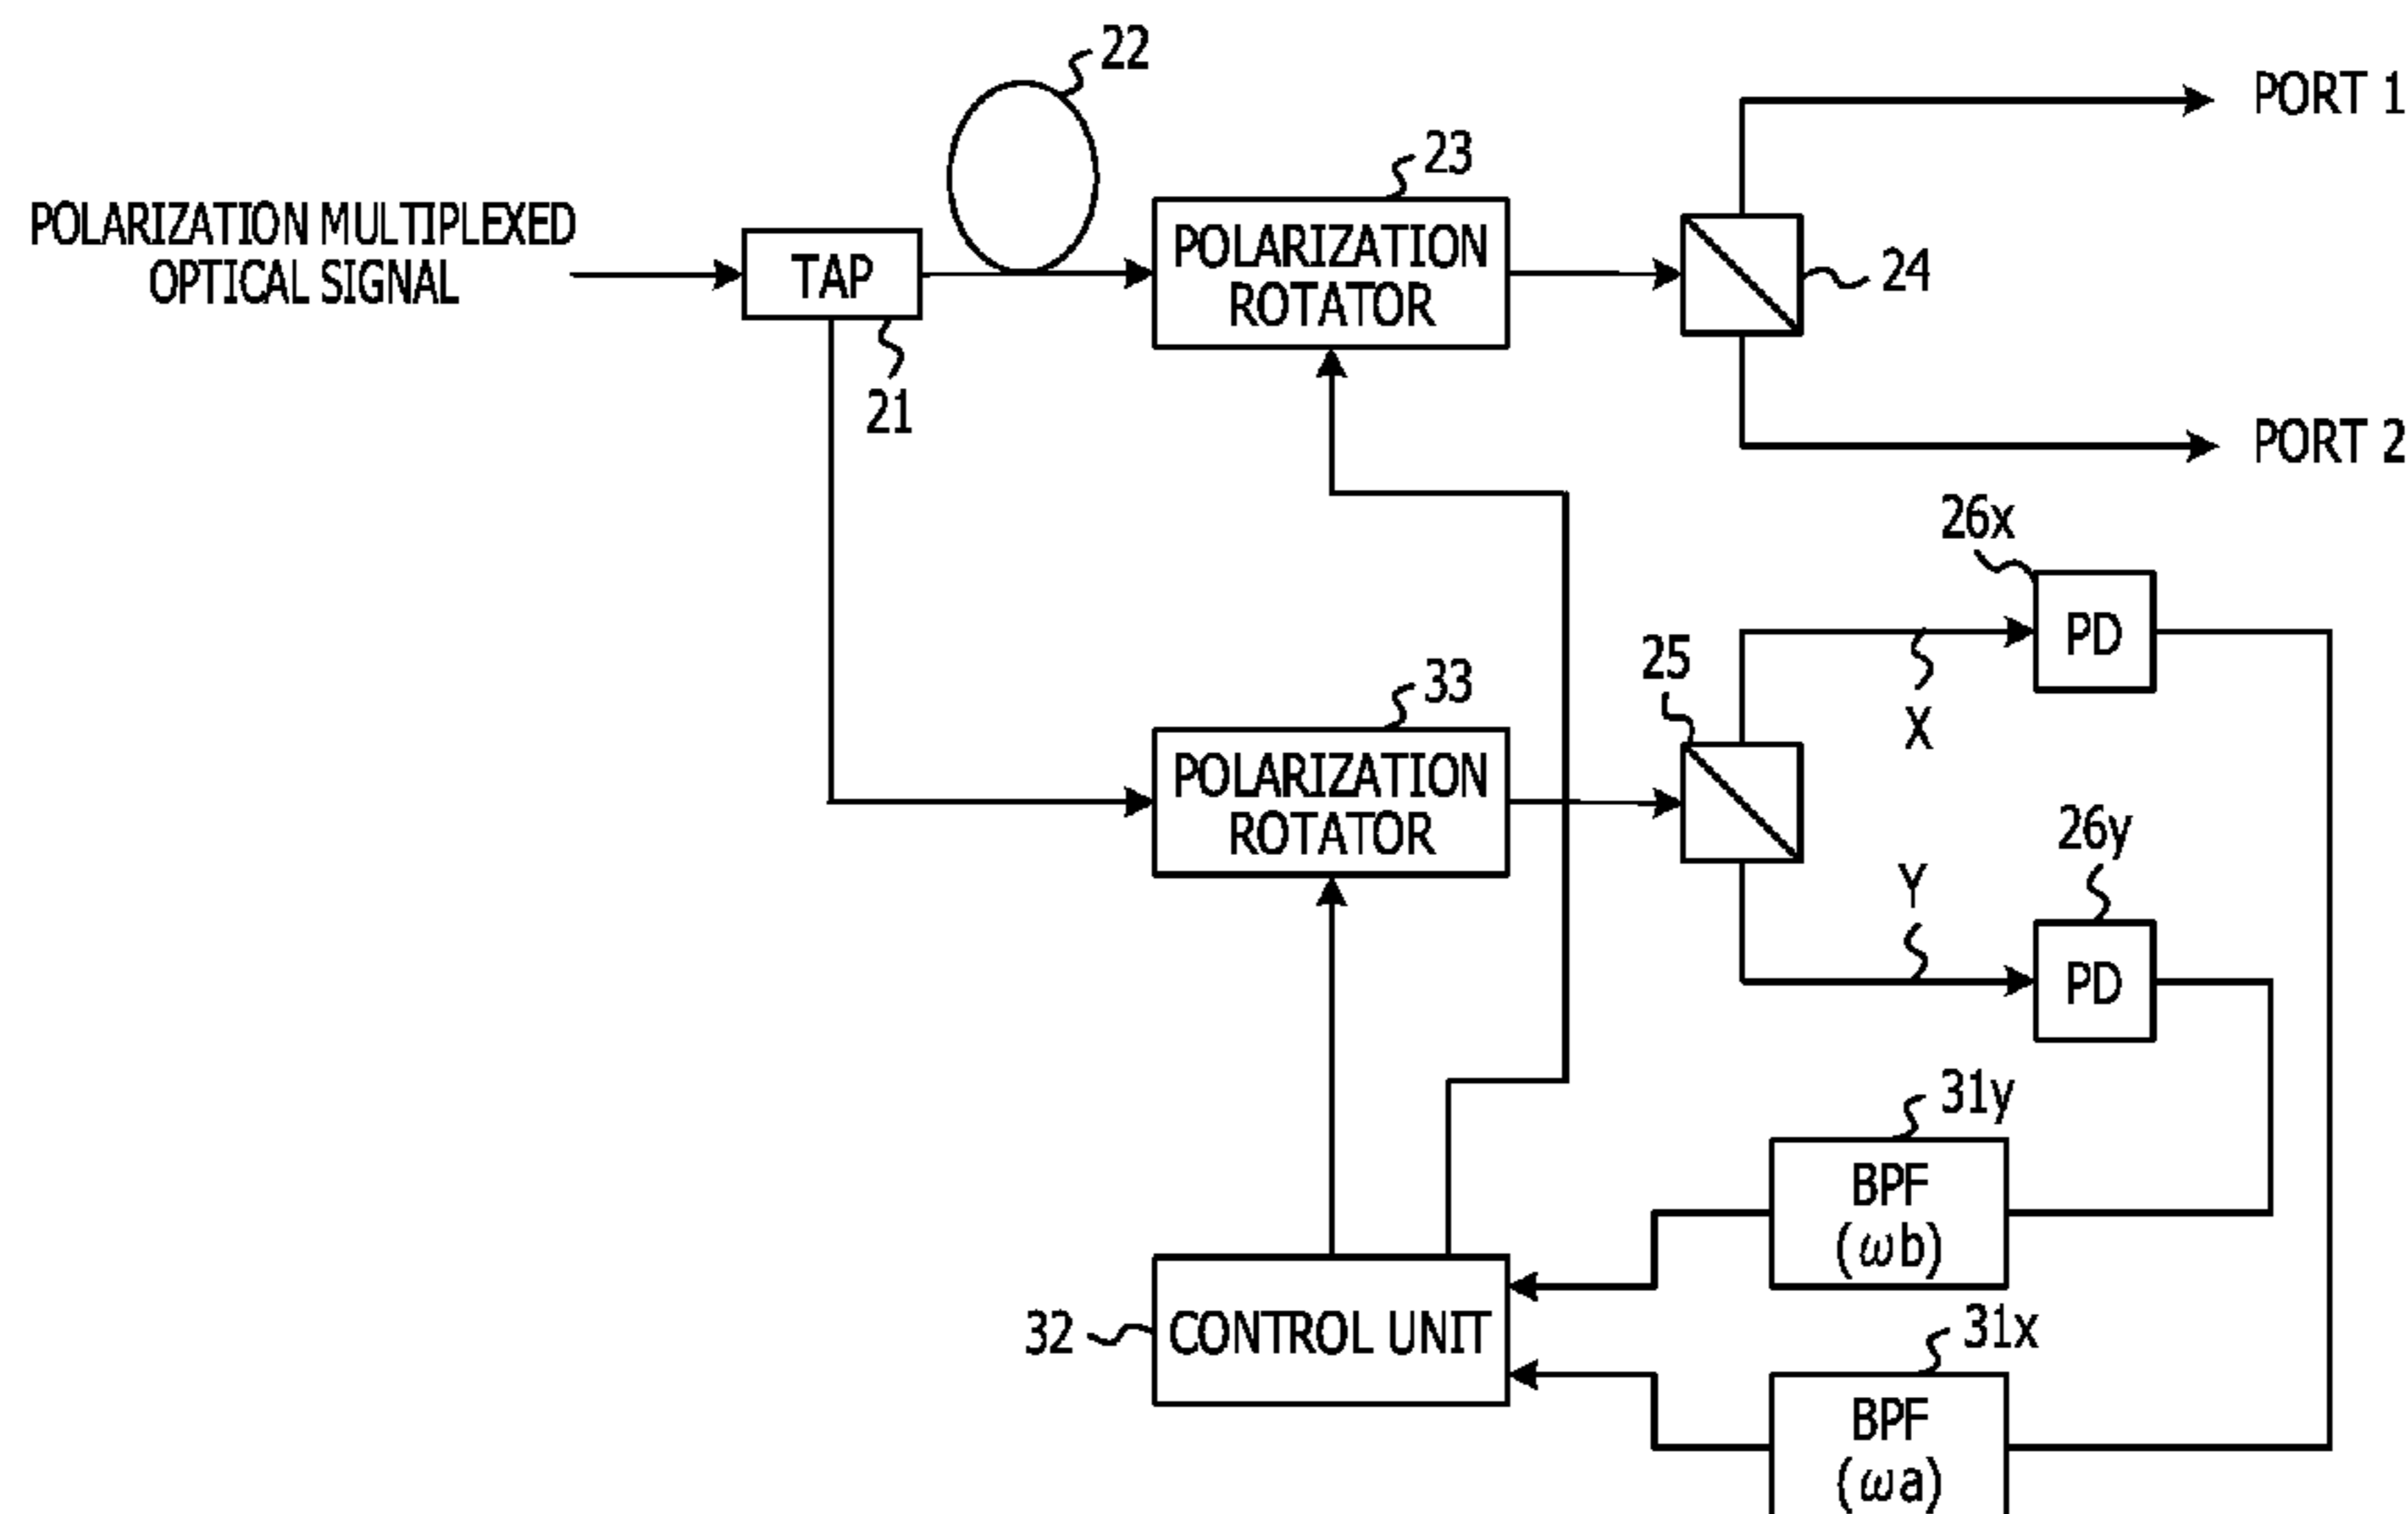 22
PORT 1
23
POLARIZATION MULTIPLEXED
OPTICAL SIGNAL
TAP
POLARIZATION
ROTATOR
24
21
PORT 2
26x
PD
25
33
X
POLARIZATION
ROTATOR
26y
Y
PD
31y
BPF
(ωb)
32
CONTROL UNIT
31x
BPF
(ωa)